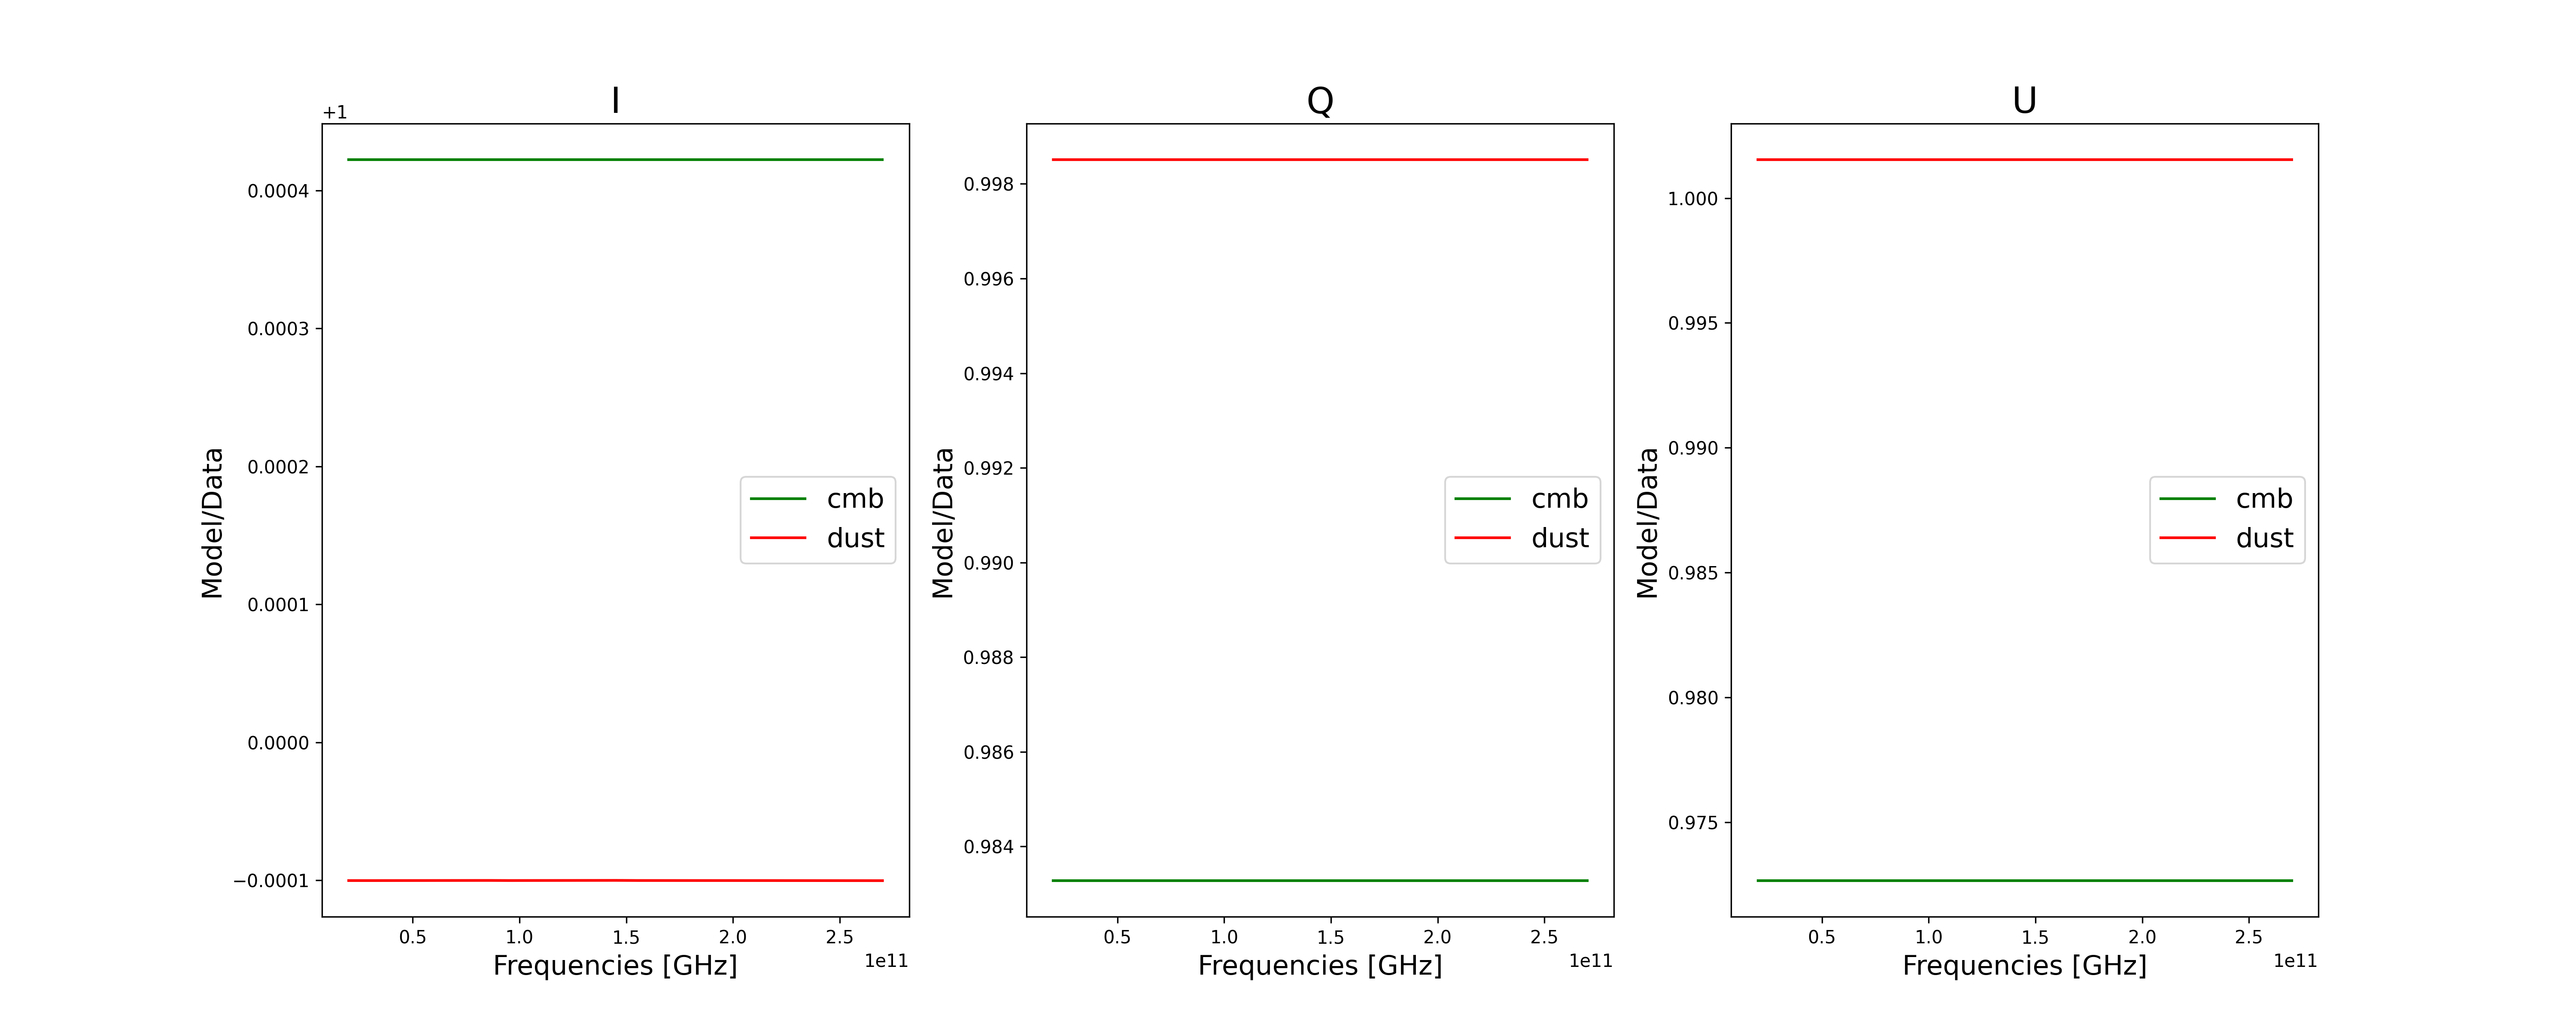 I
+1
0.0004
0.0003
0.0002
0.0001
0.0000
−0.0001
Model/Data
cmb
dust
0.5 1.0 1.5 2.0 2.5
1e11
Frequencies [GHz]
Q
0.998
0.996
0.994
0.992
0.990
0.988
0.986
0.984
Model/Data
cmb
dust
0.5 1.0 1.5 2.0 2.5
1e11
Frequencies [GHz]
U
1.000
0.995
0.990
0.985
0.980
0.975
Model/Data
cmb
dust
0.5 1.0 1.5 2.0 2.5
1e11
Frequencies [GHz]